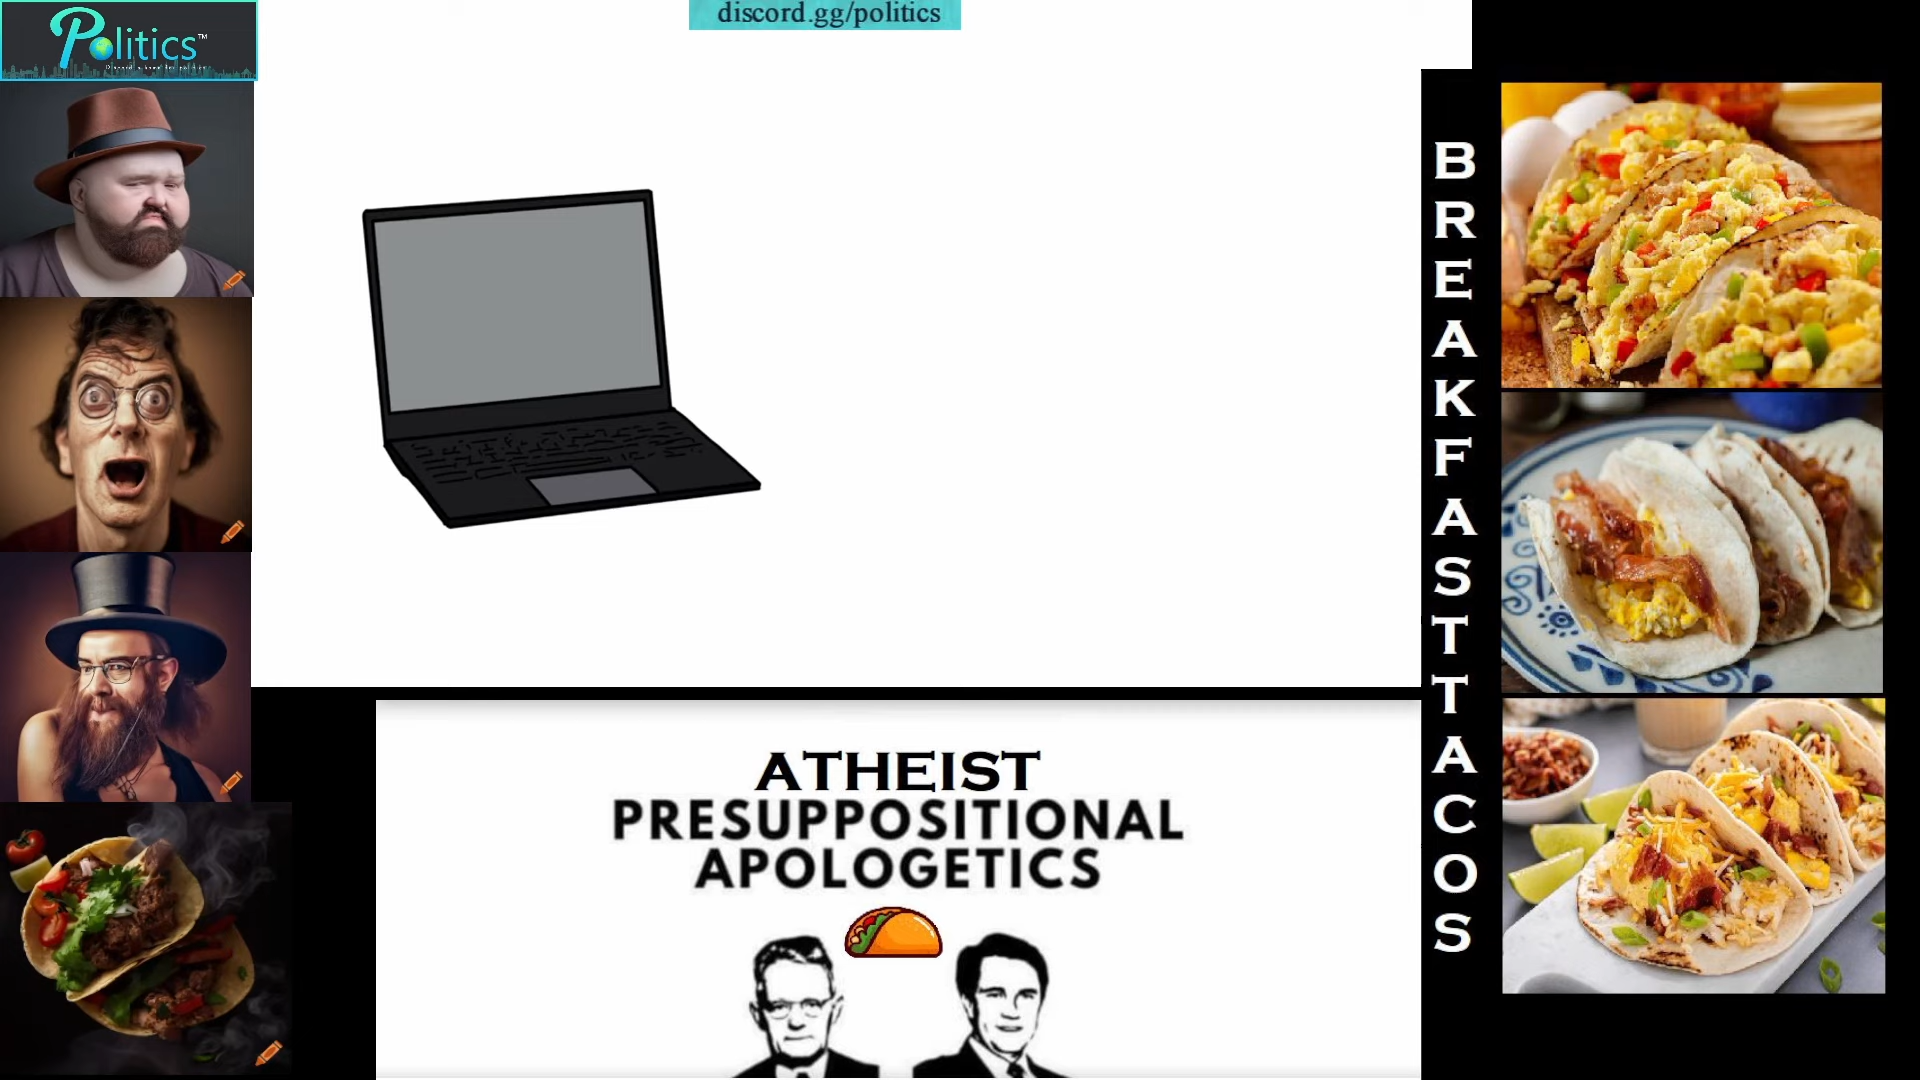 discord.gg/politics
Politics™
BREAKFAST TACOS
ATHEIST
PRESUPPOSITIONAL
APOLOGETICS